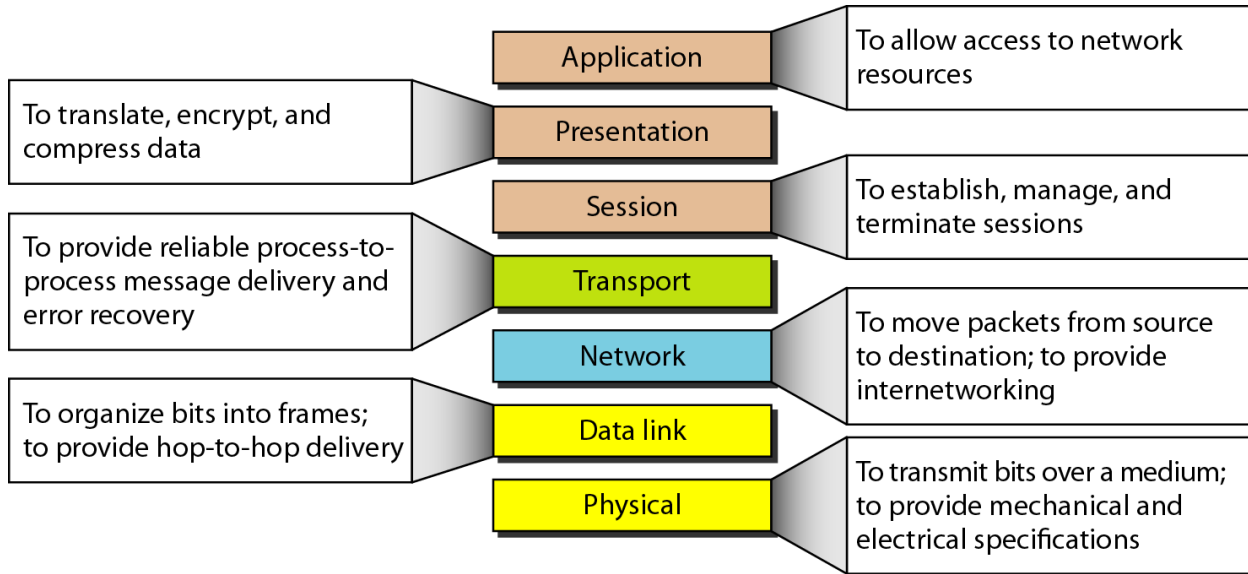 Application
To allow access to network
resources
To translate, encrypt, and
compress data
Presentation
Session
To establish, manage, and
terminate sessions
To provide reliable process-to-
process message delivery and
error recovery
Transport
Network
To move packets from source
to destination; to provide
internetworking
To organize bits into frames;
to provide hop-to-hop delivery
Data link
Physical
To transmit bits over a medium;
to provide mechanical and
electrical specifications